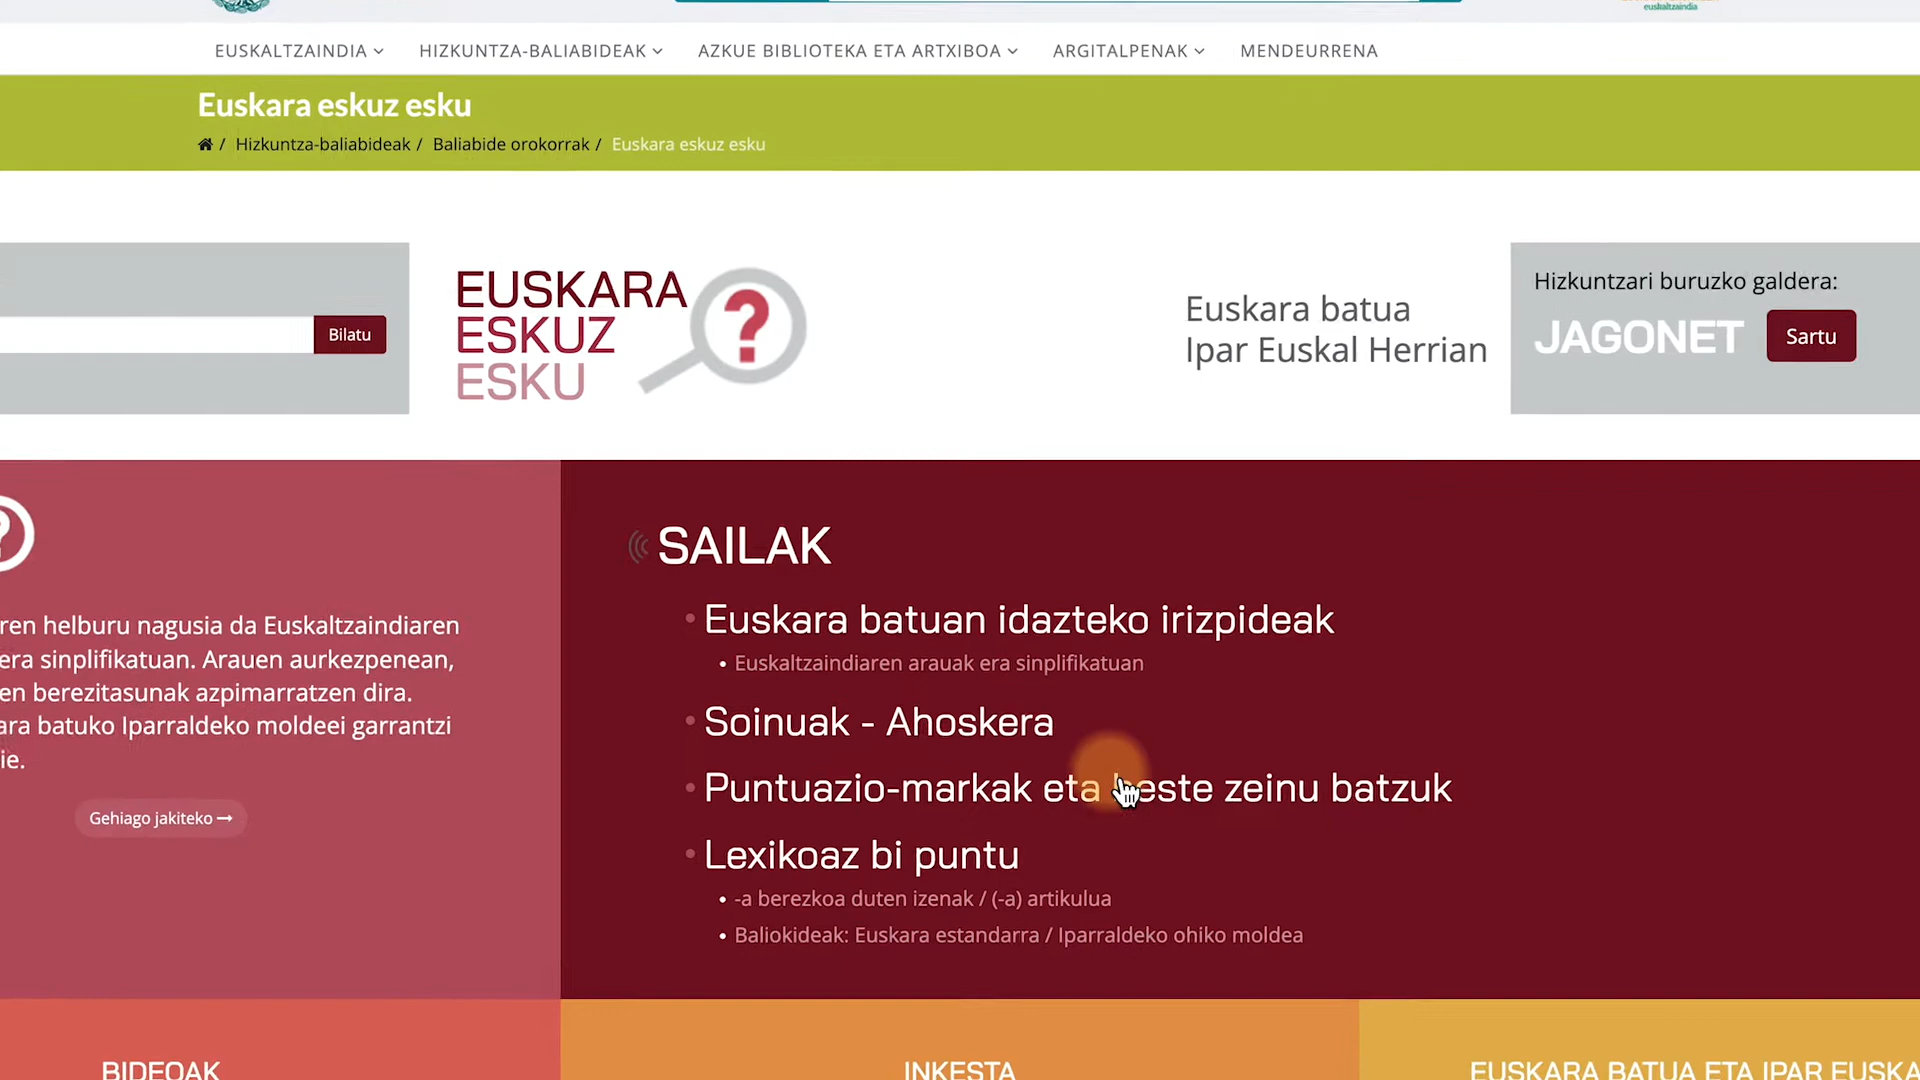 euskaltzaindia
EUSKALTZAINDIA
HIZKUNTZA-BALIABIDEAK
AZKUE BIBLIOTEKA ETA ARTXIBOA
ARGITALPENAK
MENDEURRENA
Euskara eskuz esku
/ Hizkuntza-baliabideak / Baliabide orokorrak / Euskara eskuz esku
Bilatu
EUSKARA
ESKUZ
ESKU
?
Euskara batua
Ipar Euskal Herrian
Hizkuntzari buruzko galdera:
JAGONET
Sartu
ren helburu nagusia da Euskaltzaindiaren
era sinplifikatuan. Arauen aurkezpenean,
en berezitasunak azpimarratzen dira.
ara batuko Iparraldeko moldeei garrantzi
ie.
Gehiago jakiteko →
SAILAK
• Euskara batuan idazteko irizpideak
• Euskaltzaindiaren arauak era sinplifikatuan
• Soinuak - Ahoskera
• Puntuazio-markak eta beste zeinu batzuk
• Lexikoaz bi puntu
• -a berezkoa duten izenak / (-a) artikulua
• Baliokideak: Euskara estandarra / Iparraldeko ohiko moldea
BIDEOAK
INKESTA
EUSKARA BATUA ETA IPAR EUSKA